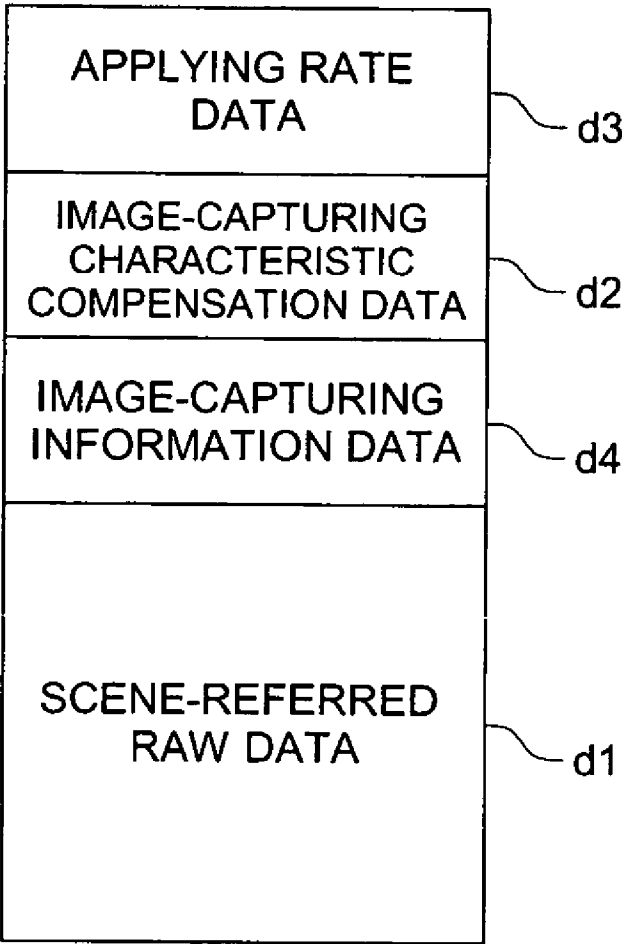 APPLYING RATE
DATA
d3
IMAGE-CAPTURING
CHARACTERISTIC
COMPENSATION DATA
d2
IMAGE-CAPTURING
INFORMATION DATA
d4
SCENE-REFERRED
RAW DATA
d1